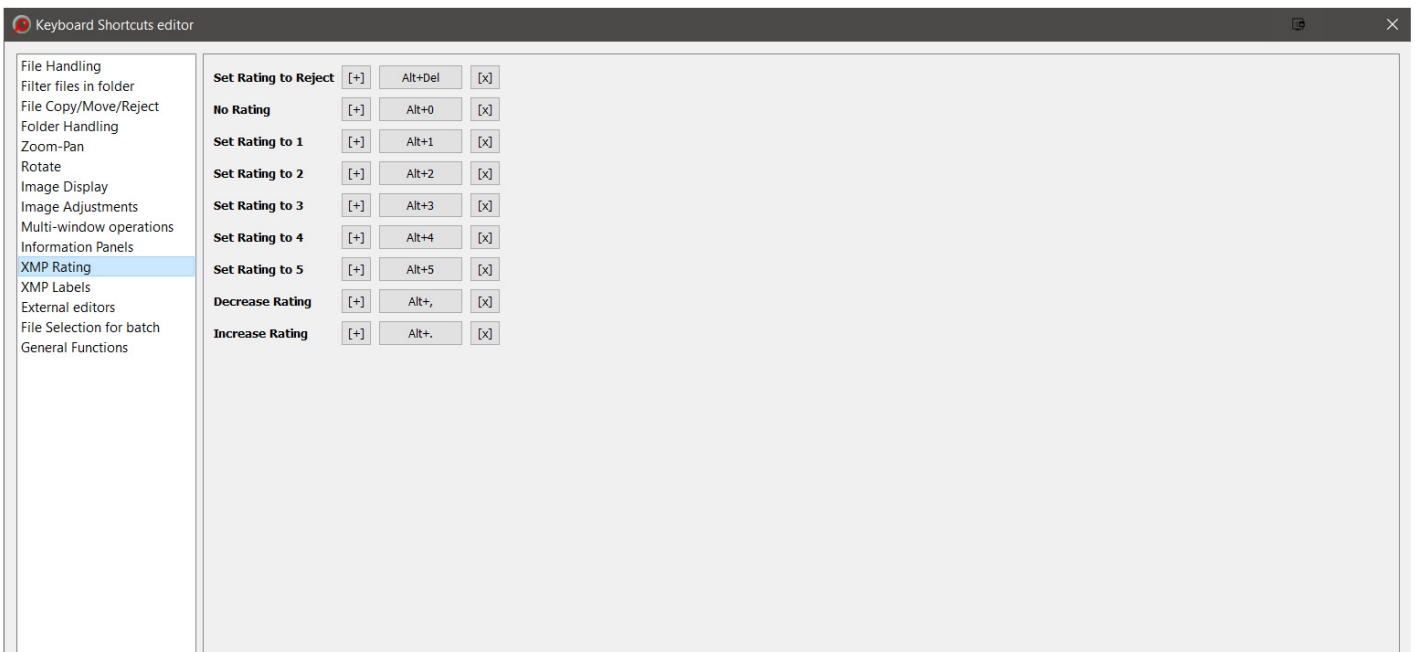 Keyboard Shortcuts editor
File Handling
Filter files in folder
File Copy/Move/Reject
Folder Handling
Zoom-Pan
Rotate
Image Display
Image Adjustments
Multi-window operations
Information Panels
XMP Rating
XMP Labels
External editors
File Selection for batch
General Functions
Set Rating to Reject [+] Alt+Del [x]
No Rating [+] Alt+0 [x]
Set Rating to 1 [+] Alt+1 [x]
Set Rating to 2 [+] Alt+2 [x]
Set Rating to 3 [+] Alt+3 [x]
Set Rating to 4 [+] Alt+4 [x]
Set Rating to 5 [+] Alt+5 [x]
Decrease Rating [+] Alt+, [x]
Increase Rating [+] Alt+. [x]